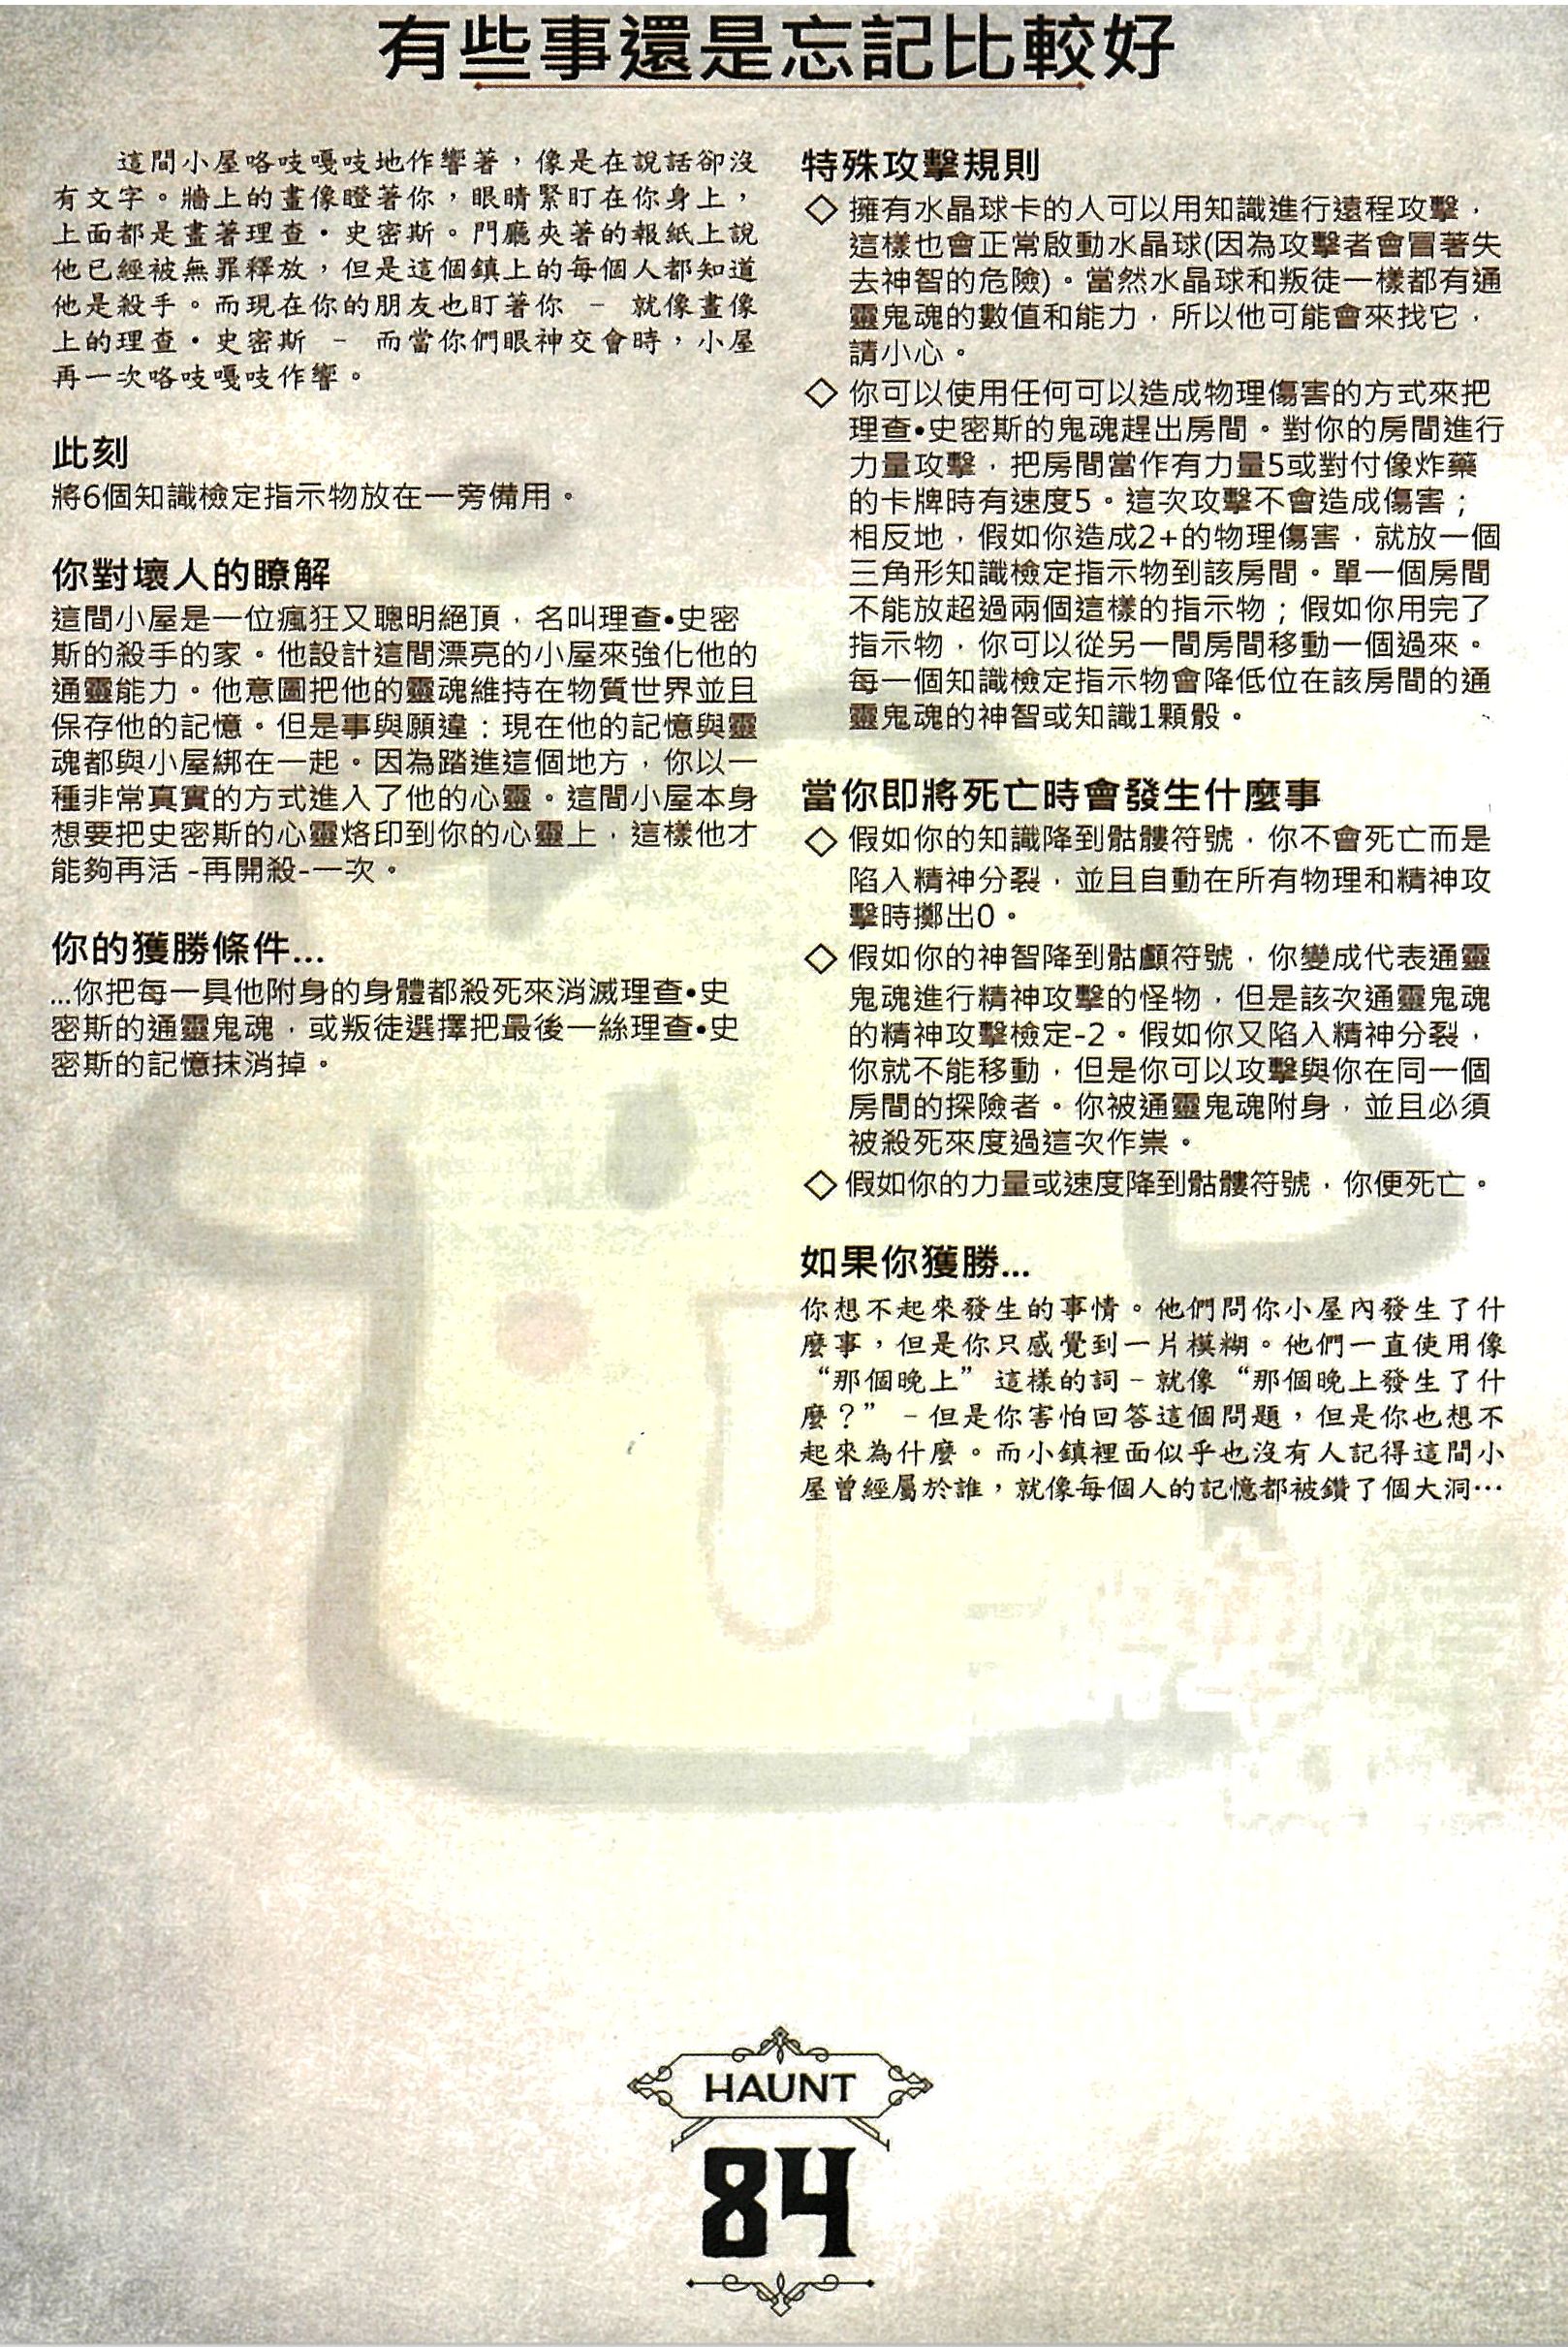 有些事還是忘記比較好
這間小屋咯吱嘎吱地作響著，像是在說話卻沒
有文字。牆上的畫像瞪著你，眼睛緊盯在你身上，
上面都是畫著理查•史密斯。門廳夾著的報紙上說
他已經被無罪釋放，但是這個鎮上的每個人都知道
他是殺手。而現在你的朋友也盯著你 – 就像畫像
上的理查•史密斯 – 而當你們眼神交會時，小屋
再一次咯吱嘎吱作響。
此刻
將6個知識檢定指示物放在一旁備用。
你對壞人的瞭解
這間小屋是一位瘋狂又聰明絕頂，名叫理查•史密
斯的殺手的家。他設計這間漂亮的小屋來強化他的
通靈能力。他意圖把他的靈魂維持在物質世界並且
保存他的記憶。但是事與願違：現在他的記憶與靈
魂都與小屋綁在一起。因為踏進這個地方，你以一
種非常真實的方式進入了他的心靈。這間小屋本身
想要把史密斯的心靈烙印到你的心靈上，這樣他才
能夠再活 -再開殺-一次。
你的獲勝條件...
...你把每一具他附身的身體都殺死來消滅理查•史
密斯的通靈鬼魂，或叛徒選擇把最後一絲理查•史
密斯的記憶抹消掉。
特殊攻擊規則
◇ 擁有水晶球卡的人可以用知識進行遠程攻擊，
這樣也會正常啟動水晶球(因為攻擊者會冒著失
去神智的危險)。當然水晶球和叛徒一樣都有通
靈鬼魂的數值和能力，所以他可能會來找它，
請小心。
◇ 你可以使用任何可以造成物理傷害的方式來把
理查•史密斯的鬼魂趕出房間。對你的房間進行
力量攻擊，把房間當作有力量5或對付像炸藥
的卡牌時有速度5。這次攻擊不會造成傷害；
相反地，假如你造成2+的物理傷害，就放一個
三角形知識檢定指示物到該房間。單一個房間
不能放超過兩個這樣的指示物；假如你用完了
指示物，你可以從另一間房間移動一個過來。
每一個知識檢定指示物會降低位在該房間的通
靈鬼魂的神智或知識1顆骰。
當你即將死亡時會發生什麼事
◇ 假如你的知識降到骷髏符號，你不會死亡而是
陷入精神分裂，並且自動在所有物理和精神攻
擊時擲出0。
◇ 假如你的神智降到骷顱符號，你變成代表通靈
鬼魂進行精神攻擊的怪物，但是該次通靈鬼魂
的精神攻擊檢定-2。假如你又陷入精神分裂，
你就不能移動，但是你可以攻擊與你在同一個
房間的探險者。你被通靈鬼魂附身，並且必須
被殺死來度過這次作祟。
◇ 假如你的力量或速度降到骷髏符號，你便死亡。
如果你獲勝...
你想不起來發生的事情。他們問你小屋內發生了什
麼事，但是你只感覺到一片模糊。他們一直使用像
“那個晚上”這樣的詞–就像“那個晚上發生了什
麼？” –但是你害怕回答這個問題，但是你也想不
起來為什麼。而小鎮裡面似乎也沒有人記得這間小
屋曾經屬於誰，就像每個人的記憶都被鑽了個大洞…
HAUNT
84